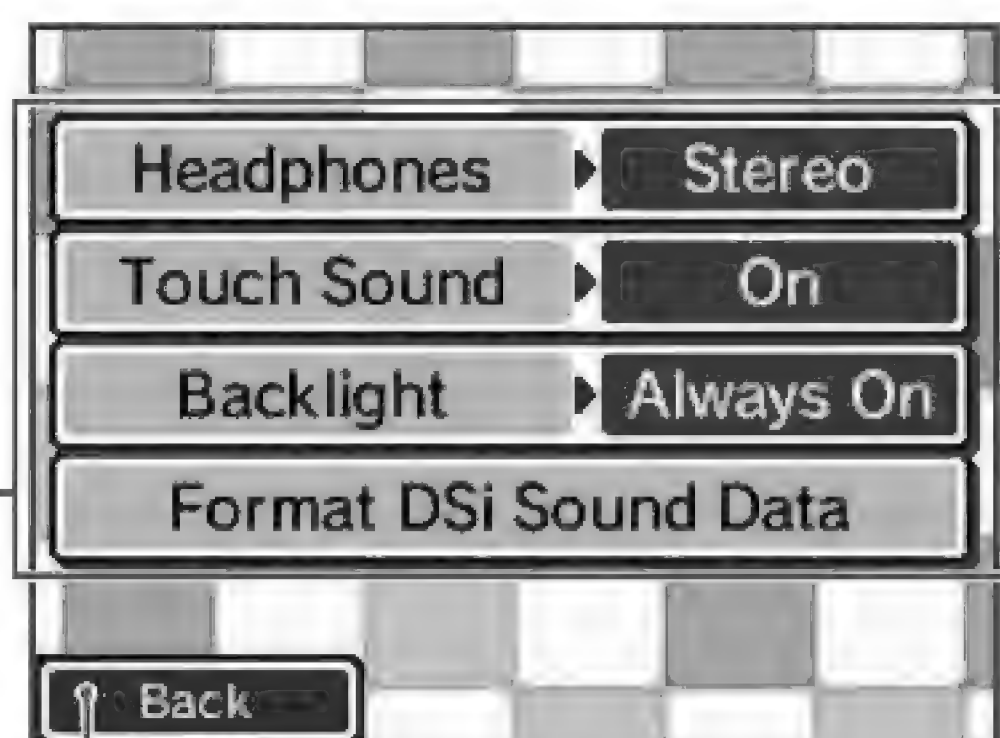 Headphones Stereo
Touch Sound On
Backlight Always On
Format DSi Sound Data
Back